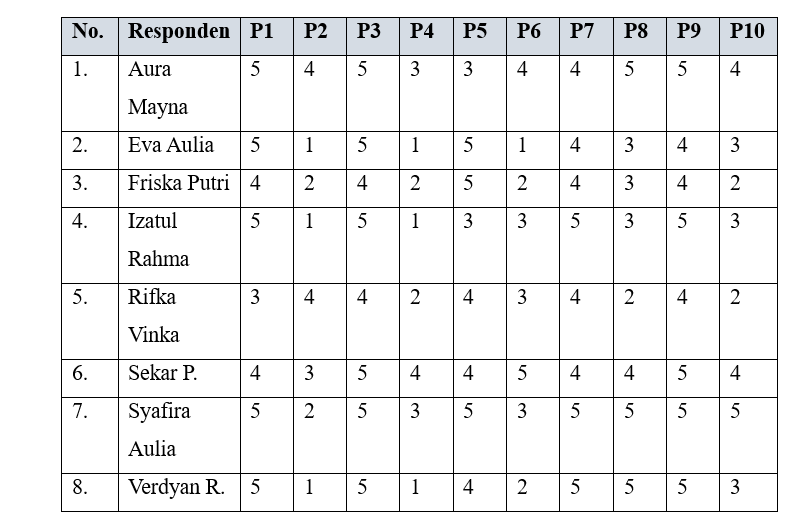 No. Responden P1 P2 P3 P4 P5 P6 P7 P8 P9 P10
1. Aura 5 4 5 3 3 4 4 5 5 4
Mayna
2. Eva Aulia 5 1 5 1 5 1 4 3 4 3
3. Friska Putri 4 2 4 2 5 2 4 3 4 2
4. Izatul 5 1 5 1 3 3 5 3 5 3
Rahma
5. Rifka 3 4 4 2 4 3 4 2 4 2
Vinka
6. Sekar P. 4 3 5 4 4 5 4 4 5 4
7. Syafira 5 2 5 3 5 3 5 5 5 5
Aulia
8. Verdyan R. 5 1 5 1 4 2 5 5 5 3